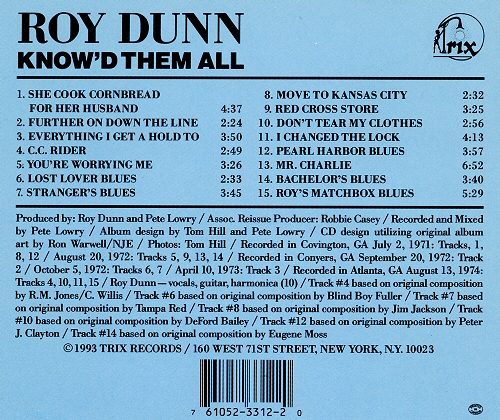 ROY DUNN
KNOW'D THEM ALL
Trix
1. SHE COOK CORNBREAD
FOR HER HUSBAND 4:37
2. FURTHER ON DOWN THE LINE 2:24
3. EVERYTHING I GET A HOLD TO 3:50
4. C.C. RIDER 2:49
5: YOU'RE WORRYING ME 3:26
6. LOST LOVER BLUES 2:33
7. STRANGER'S BLUES 3:45
8. MOVE TO KANSAS CITY 2:32
9. RED CROSS STORE 3:25
10. DON'T TEAR MY CLOTHES 2:56
11. I CHANGED THE LOCK 4:13
12. PEARL HARBOR BLUES 3:57
13. MR. CHARLIE 6:52
14. BACHELOR'S BLUES 3:40
15. ROY'S MATCHBOX BLUES 5:29
Produced by: Roy Dunn and Pete Lowry / Assoc. Reissue Producer: Robbie Casey / Recorded and Mixed
by Pete Lowry / Album design by Tom Hill and Pete Lowry / CD design utilizing original album
art by Ron Warwell/NJE / Photos: Tom Hill / Recorded in Covington, GA July 2, 1971: Tracks, 1,
8, 12 / August 20, 1972: Tracks 5, 9, 13, 14 / Recorded in Conyers, GA September 20, 1972: Track
2 / October 5, 1972: Tracks 6, 7 / April 10, 1973: Track 3 / Recorded in Atlanta, GA August 13, 1974:
Tracks 4, 10, 11, 15 / Roy Dunn—vocals, guitar, harmonica (10) / Track #4 based on original composition
by R.M. Jones/C. Willis / Track #6 based on original composition by Blind Boy Fuller / Track #7
based on original composition by Tampa Red / Track #8 based on original composition by Jim Jackson / Track
#10 based on original composition by DeFord Bailey / Track #12 based on original composition by Peter
J. Clayton / Track #14 based on original composition by Eugene Moss
©1993 TRIX RECORDS / 160 WEST 71ST STREET, NEW YORK, N.Y. 10023
7 61052-3312-2 0